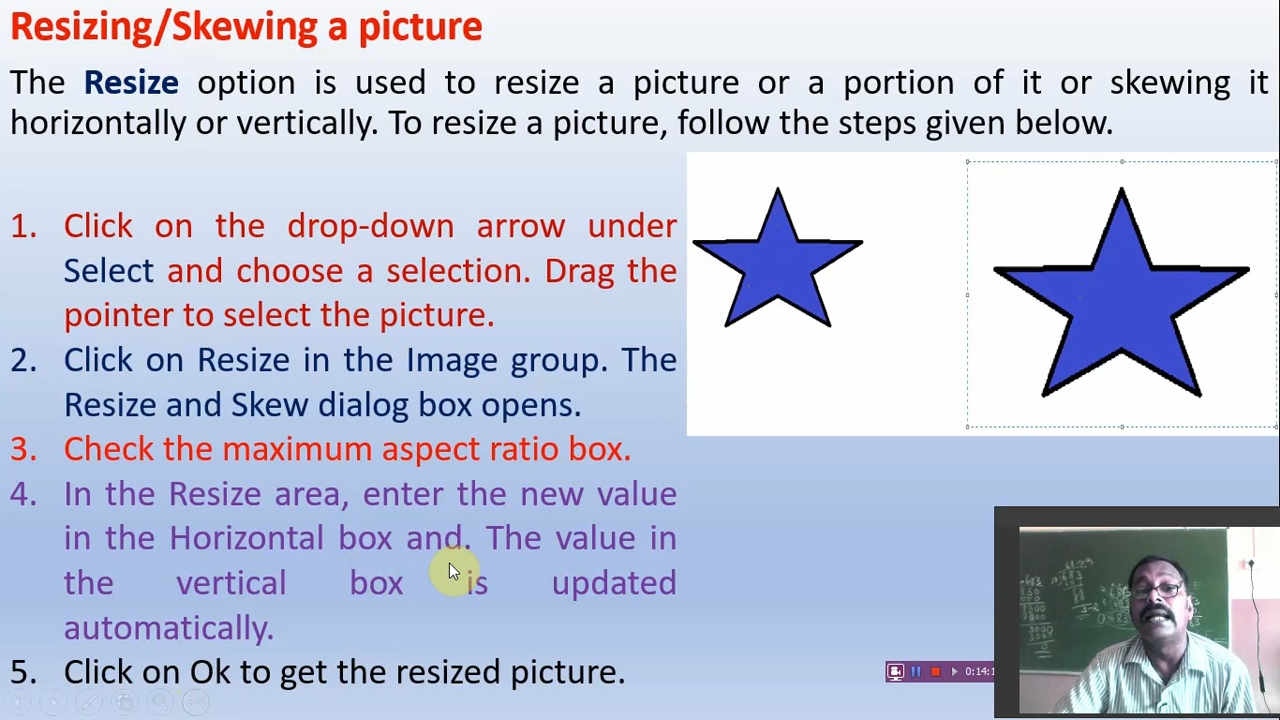 Resizing/Skewing a picture
The Resize option is used to resize a picture or a portion of it or skewing it
horizontally or vertically. To resize a picture, follow the steps given below.
1. Click on the drop-down arrow under
Select and choose a selection. Drag the
pointer to select the picture.
2. Click on Resize in the Image group. The
Resize and Skew dialog box opens.
3. Check the maximum aspect ratio box.
4. In the Resize area, enter the new value
in the Horizontal box and. The value in
the vertical box is updated
automatically.
5. Click on Ok to get the resized picture.